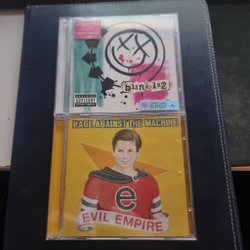 blink-182
PARENTAL
ADVISORY
EXPLICIT CONTENT
RAGE AGAINST THE MACHINE
e
EVIL EMPIRE